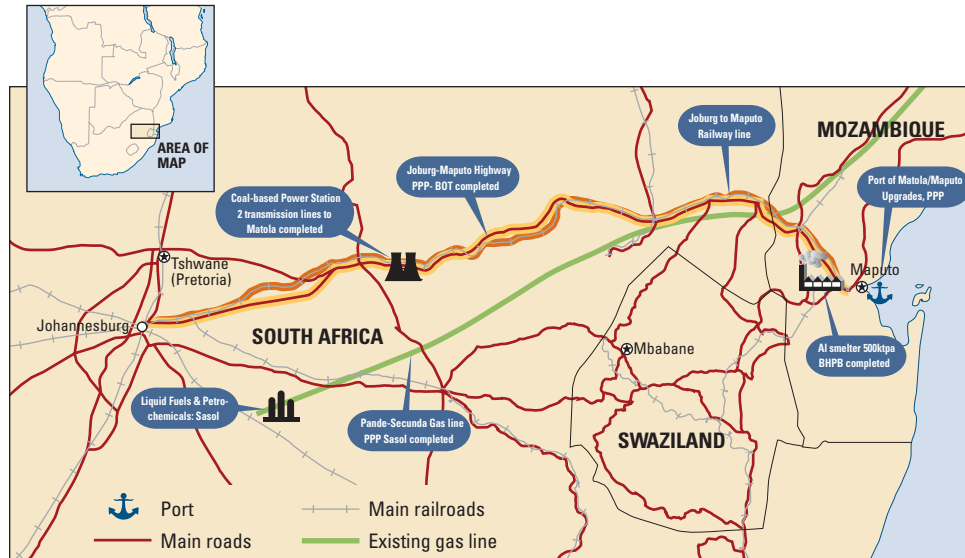 AREA OF
MAP
Joburg to Maputo
Railway line
MOZAMBIQUE
Joburg-Maputo Highway
PPP- BOT completed
Port of Matola/Maputo
Upgrades, PPP
Coal-based Power Station
2 transmission lines to
Matola completed
Tshwane
(Pretoria)
Maputo
Johannesburg
SOUTH AFRICA
Mbabane
Al smelter 500ktpa
BHPB completed
Liquid Fuels & Petro-
chemicals: Sasol
Pande-Secunda Gas line
PPP Sasol completed
SWAZILAND
Port
Main railroads
Main roads
Existing gas line